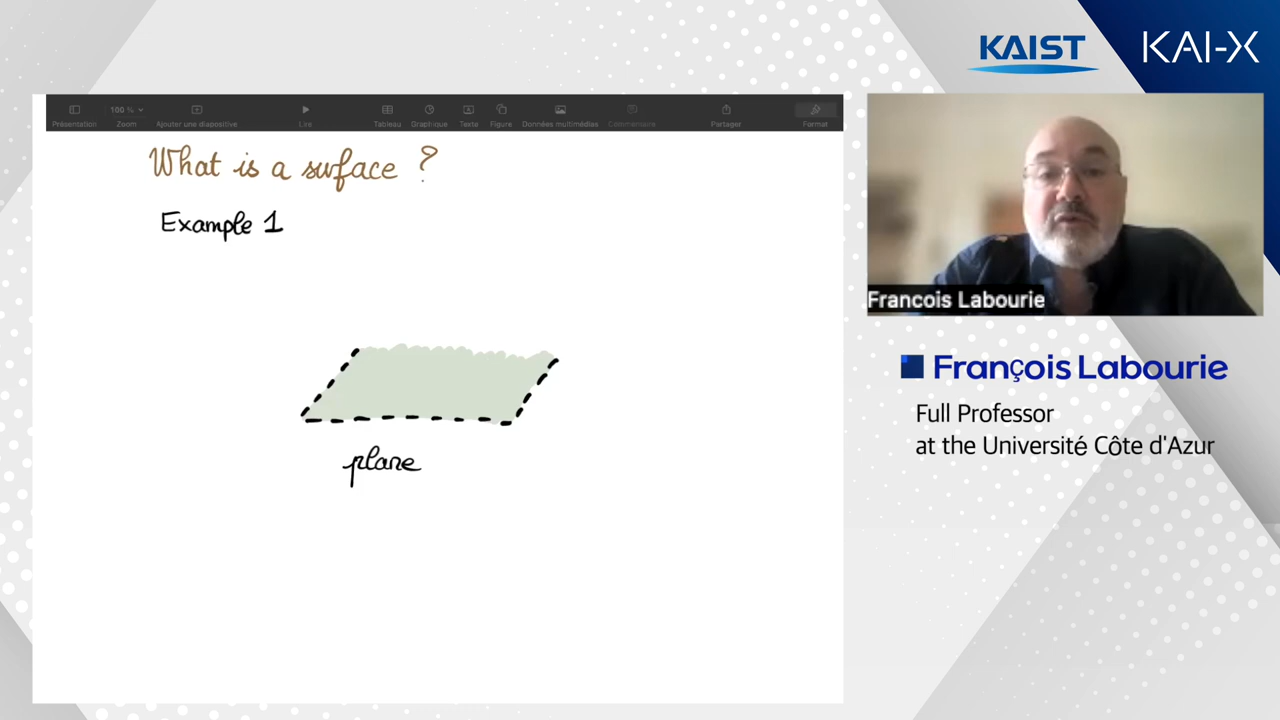 KAIST
KAI-X
Présentation
100 %
Zoom
Ajouter une diapositive
Lire
Tableau
Graphique
Texte
Figure
Données multimédias
Commentaire
Partager
Format
What is a surface ?
Example 1
plane
Francois Labourie
François Labourie
Full Professor
at the Université Côte d'Azur